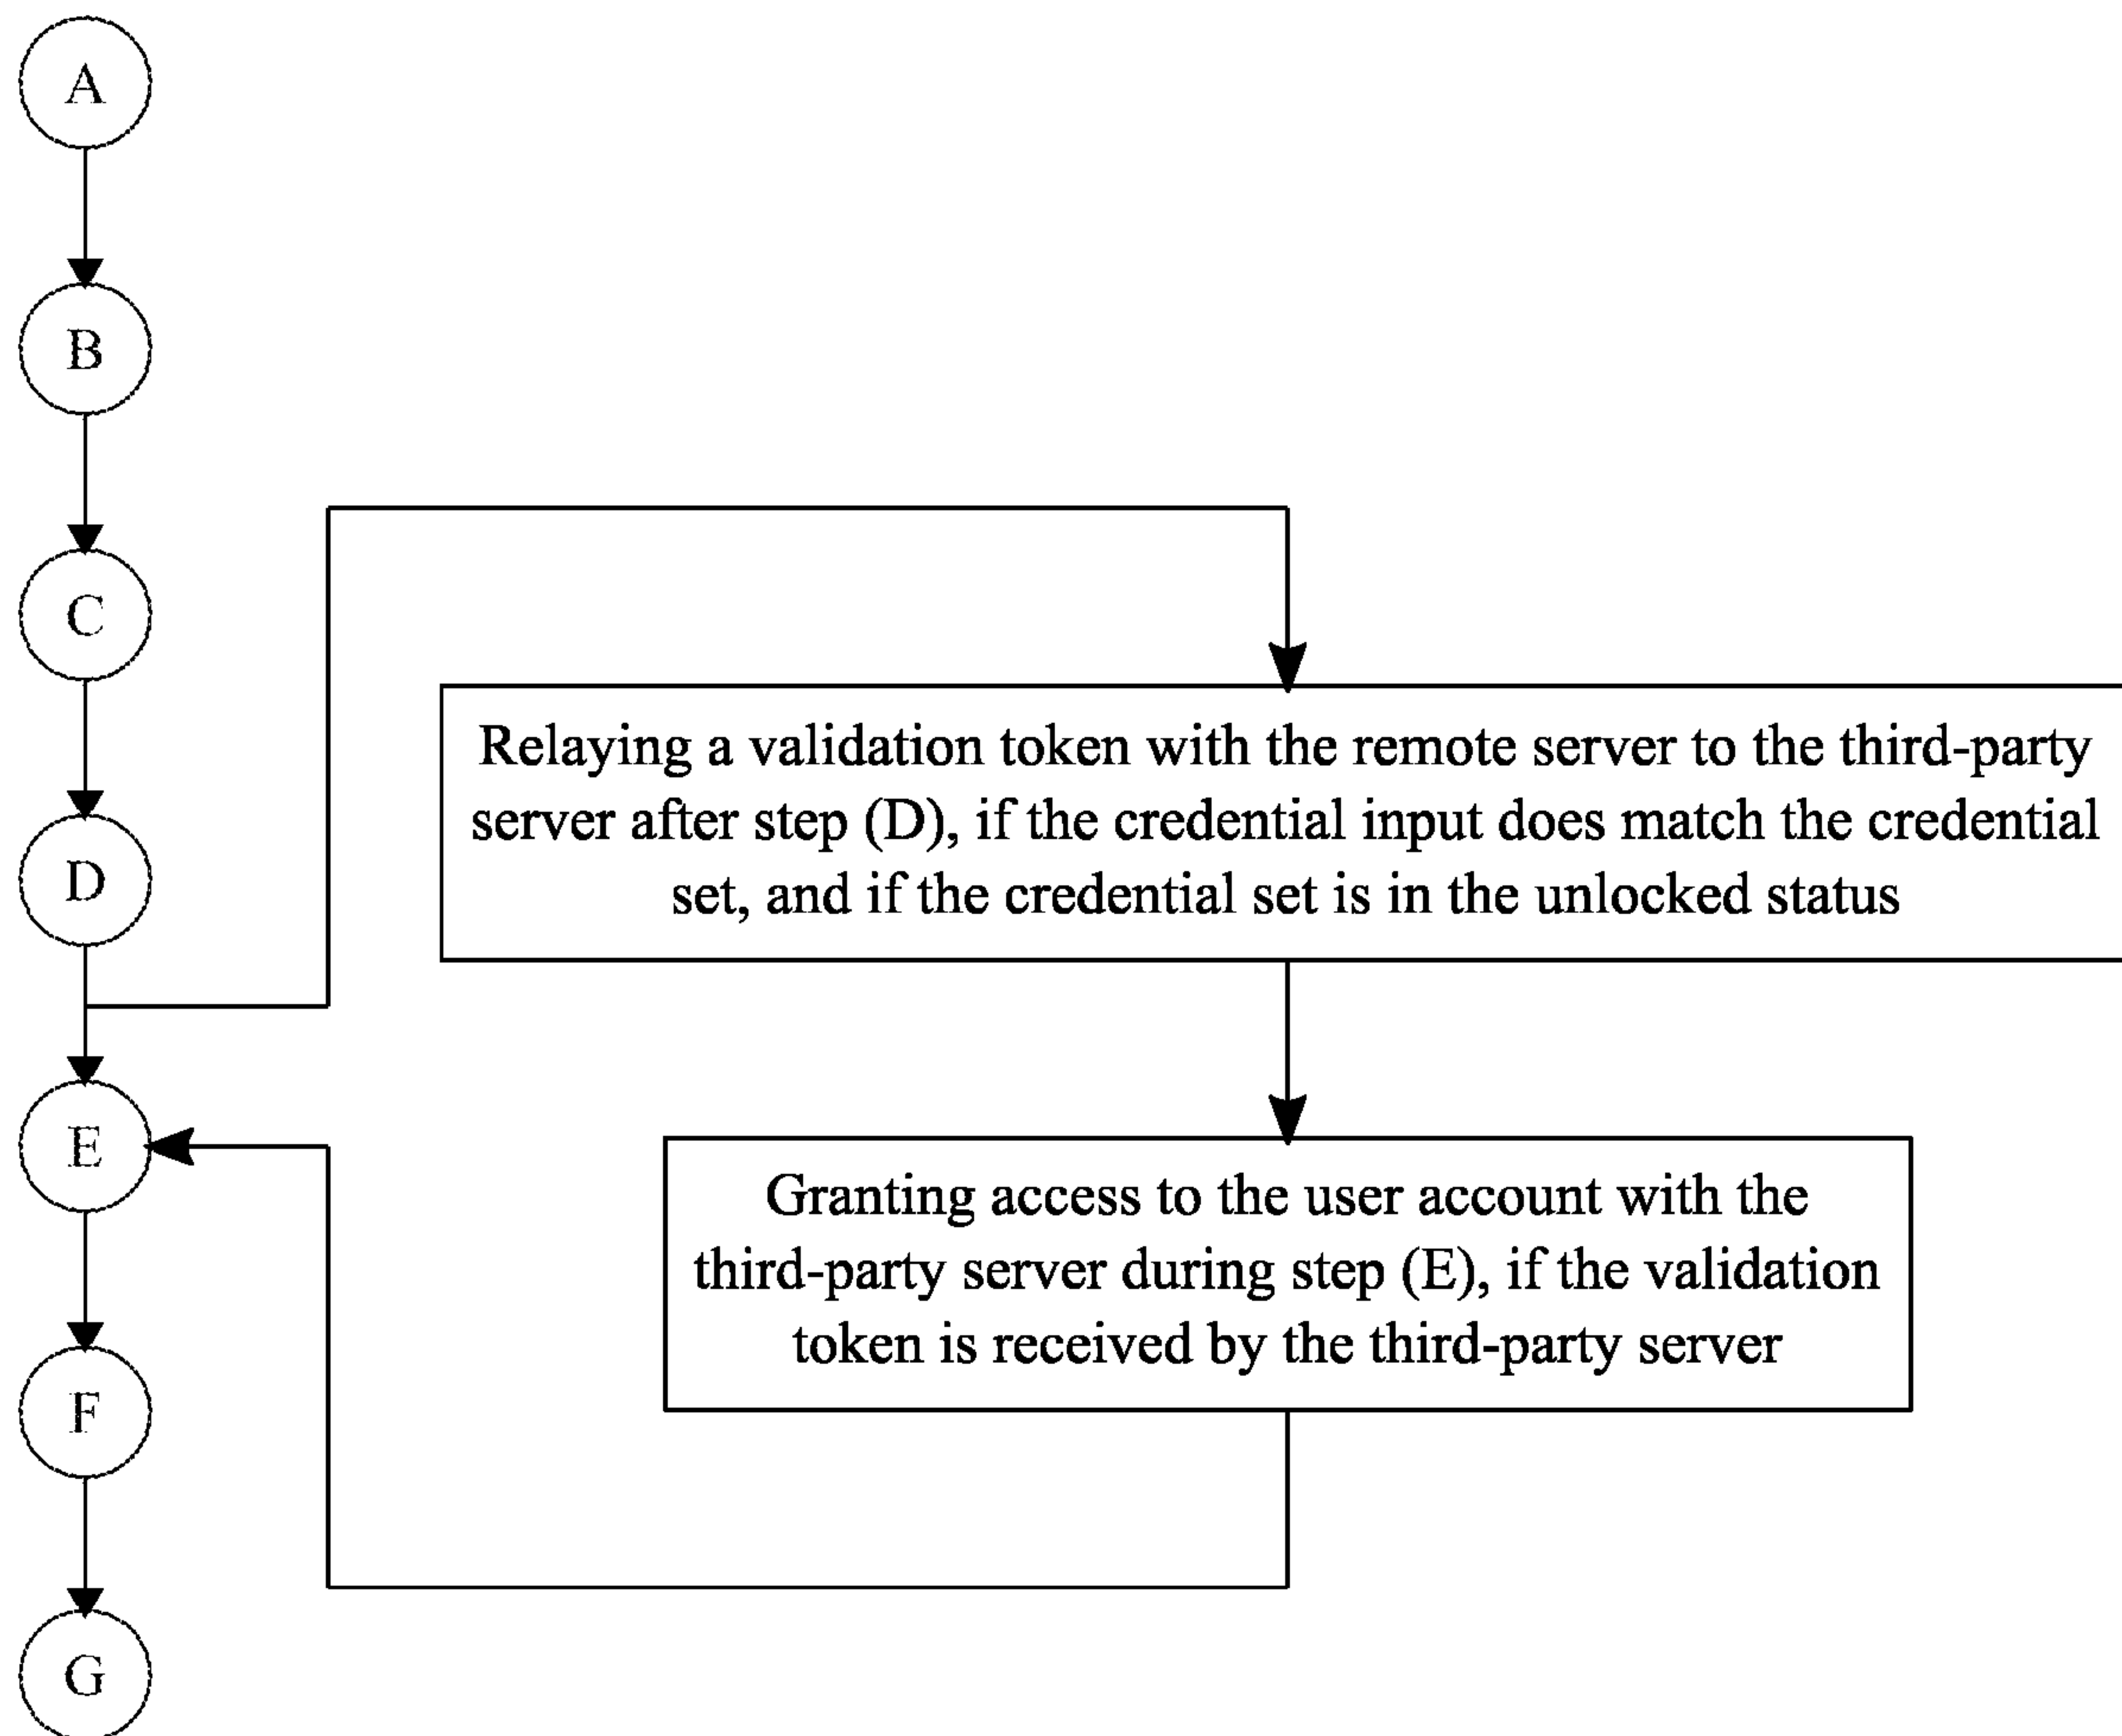 A
B
C
D
E
F
G
Relaying a validation token with the remote server to the third-party
server after step (D), if the credential input does match the credential
set, and if the credential set is in the unlocked status
Granting access to the user account with the
third-party server during step (E), if the validation
token is received by the third-party server